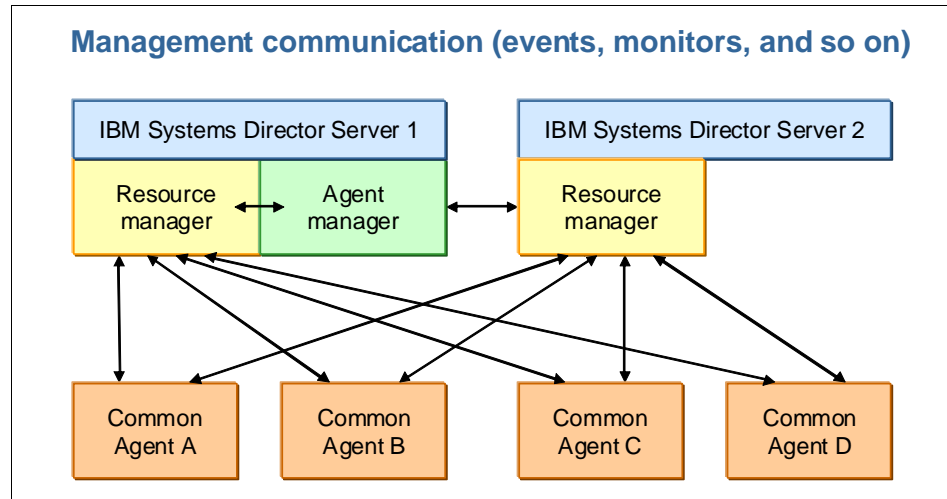 Management communication (events, monitors, and so on)
IBM Systems Director Server 1
IBM Systems Director Server 2
Resource
manager
Agent
manager
Resource
manager
Common
Agent A
Common
Agent B
Common
Agent C
Common
Agent D